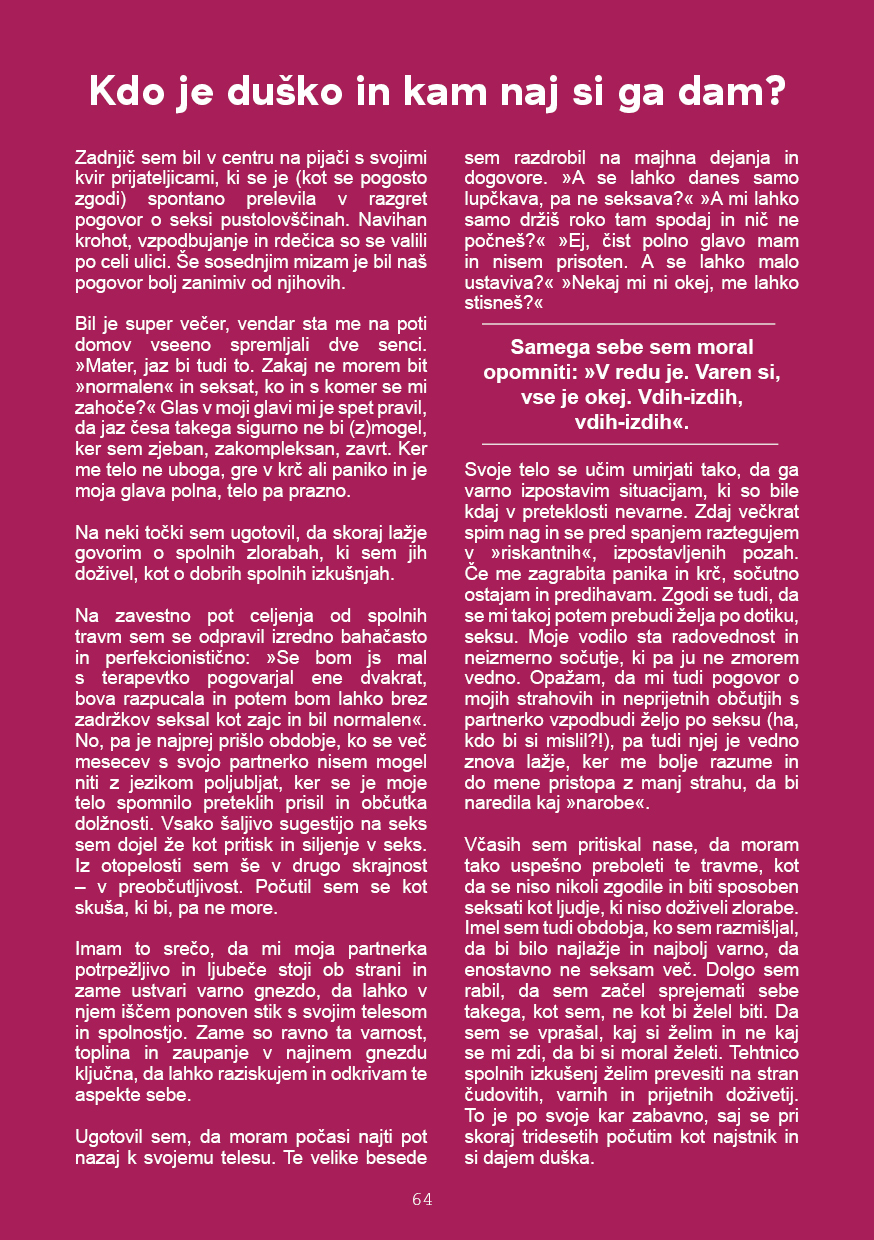 Kdo je duško in kam naj si ga dam?
Zadnjič sem bil v centru na pijači s svojimi
kvir prijateljicami, ki se je (kot se pogosto
zgodi) spontano prelevila v razgret
pogovor o seksi pustolovščinah. Navihan
krohot, vzpodbujanje in rdečica so se valili
po celi ulici. Še sosednjim mizam je bil naš
pogovor bolj zanimiv od njihovih.
Bil je super večer, vendar sta me na poti
domov vseeno spremljali dve senci.
»Mater, jaz bi tudi to. Zakaj ne morem bit
»normalen« in seksat, ko in s komer se mi
zahoče?« Glas v moji glavi mi je spet pravil,
da jaz česa takega sigurno ne bi (z)mogel,
ker sem zjeban, zakompleksan, zavrt. Ker
me telo ne uboga, gre v krč ali paniko in je
moja glava polna, telo pa prazno.
Na neki točki sem ugotovil, da skoraj lažje
govorim o spolnih zlorabah, ki sem jih
doživel, kot o dobrih spolnih izkušnjah.
Na zavestno pot celjenja od spolnih
travm sem se odpravil izredno bahačasto
in perfekcionistično: »Se bom js mal
s terapevtko pogovarjal ene dvakrat,
bova razpucala in potem bom lahko brez
zadržkov seksal kot zajc in bil normalen«.
No, pa je najprej prišlo obdobje, ko se več
mesecev s svojo partnerko nisem mogel
niti z jezikom poljubljat, ker se je moje
telo spomnilo preteklih prisil in občutka
dolžnosti. Vsako šaljivo sugestijo na seks
sem dojel že kot pritisk in siljenje v seks.
Iz otopelosti sem še v drugo skrajnost
– v preobčutljivost. Počutil sem se kot
skuša, ki bi, pa ne more.
Imam to srečo, da mi moja partnerka
potrpežljivo in ljubeče stoji ob strani in
zame ustvari varno gnezdo, da lahko v
njem iščem ponoven stik s svojim telesom
in spolnostjo. Zame so ravno ta varnost,
toplina in zaupanje v najinem gnezdu
ključna, da lahko raziskujem in odkrivam te
aspekte sebe.
Ugotovil sem, da moram počasi najti pot
nazaj k svojemu telesu. Te velike besede
sem razdrobil na majhna dejanja in
dogovore. »A se lahko danes samo
lupčkava, pa ne seksava?« »A mi lahko
samo držiš roko tam spodaj in nič ne
počneš?« »Ej, čist polno glavo mam
in nisem prisoten. A se lahko malo
ustaviva?« »Nekaj mi ni okej, me lahko
stisneš?«
Samega sebe sem moral
opomniti: »V redu je. Varen si,
vse je okej. Vdih-izdih,
vdih-izdih«.
Svoje telo se učim umirjati tako, da ga
varno izpostavim situacijam, ki so bile
kdaj v preteklosti nevarne. Zdaj večkrat
spim nag in se pred spanjem raztegujem
v »riskantnih«, izpostavljenih pozah.
Če me zagrabita panika in krč, sočutno
ostajam in predihavam. Zgodi se tudi, da
se mi takoj potem prebudi želja po dotiku,
seksu. Moje vodilo sta radovednost in
neizmerno sočutje, ki pa ju ne zmorem
vedno. Opažam, da mi tudi pogovor o
mojih strahovih in neprijetnih občutjih s
partnerko vzpodbudi željo po seksu (ha,
kdo bi si mislil?!), pa tudi njej je vedno
znova lažje, ker me bolje razume in
do mene pristopa z manj strahu, da bi
naredila kaj »narobe«.
Včasih sem pritiskal nase, da moram
tako uspešno preboleti te travme, kot
da se niso nikoli zgodile in biti sposoben
seksati kot ljudje, ki niso doživeli zlorabe.
Imel sem tudi obdobja, ko sem razmišljal,
da bi bilo najlažje in najbolj varno, da
enostavno ne seksam več. Dolgo sem
rabil, da sem začel sprejemati sebe
takega, kot sem, ne kot bi želel biti. Da
sem se vprašal, kaj si želim in ne kaj
se mi zdi, da bi si moral želeti. Tehtnico
spolnih izkušenj želim prevesiti na stran
čudovitih, varnih in prijetnih doživetij.
To je po svoje kar zabavno, saj se pri
skoraj tridesetih počutim kot najstnik in
si dajem duška.
64